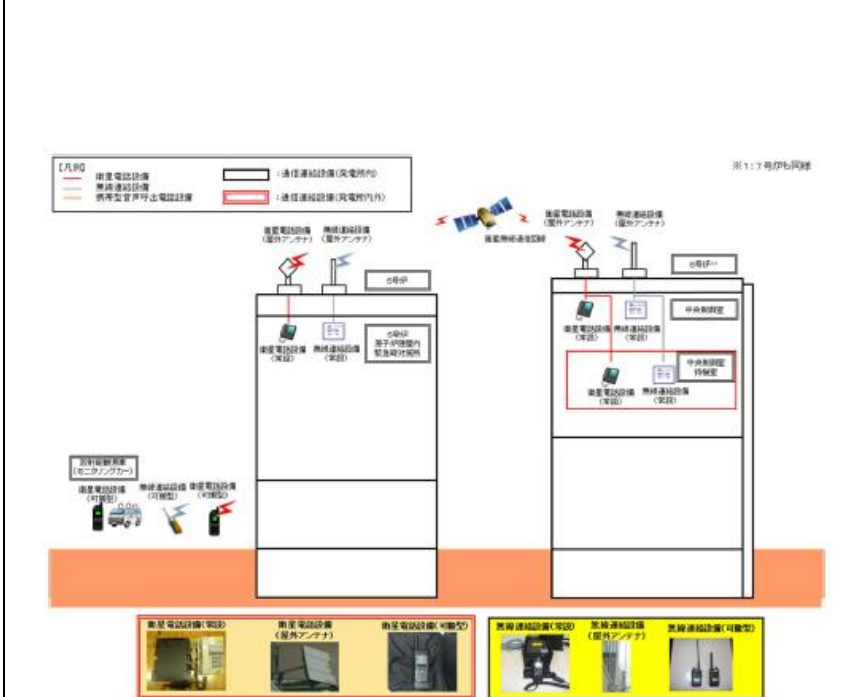 【凡例】
衛星電話設備
無線連絡設備
携帯型音声呼出電話設備
：通信連絡設備(発電所内)
：通信連絡設備(発電所内外)
※1：7号炉も同様
衛星電話設備
(屋外アンテナ)
無線連絡設備
(屋外アンテナ)
衛星無線通信回線
衛星電話設備
(屋外アンテナ)
無線連絡設備
(屋外アンテナ)
5号炉
6号炉
衛星電話設備
(常設)
無線連絡設備
(常設)
5号炉
原子炉建屋内
緊急時対策所
衛星電話設備
(常設)
無線連絡設備
(常設)
中央制御室
中央制御室
待機室
衛星電話設備
(常設)
無線連絡設備
(常設)
放射能観測車
(モニタリングカー)
衛星電話設備
(可搬型)
無線連絡設備
(可搬型)
衛星電話設備
(可搬型)
衛星電話設備(常設)
衛星電話設備
(屋外アンテナ)
衛星電話設備(可搬型)
無線連絡設備(常設)
無線連絡設備
(屋外アンテナ)
無線連絡設備(可搬型)